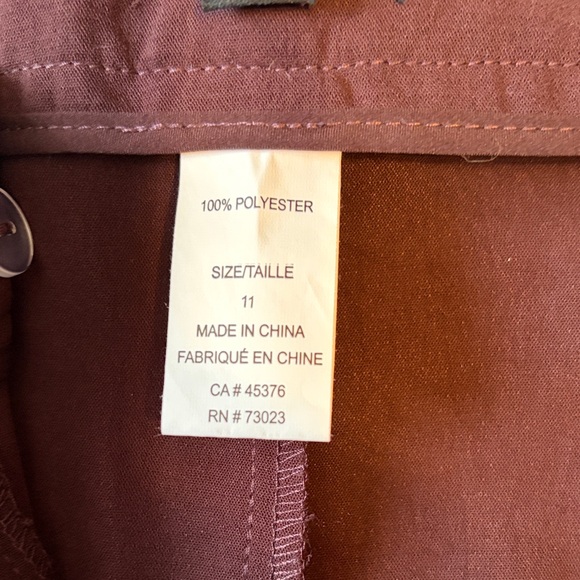 100% POLYESTER
SIZE/TAILLE
11
MADE IN CHINA
FABRIQUÉ EN CHINE
CA # 45376
RN # 73023